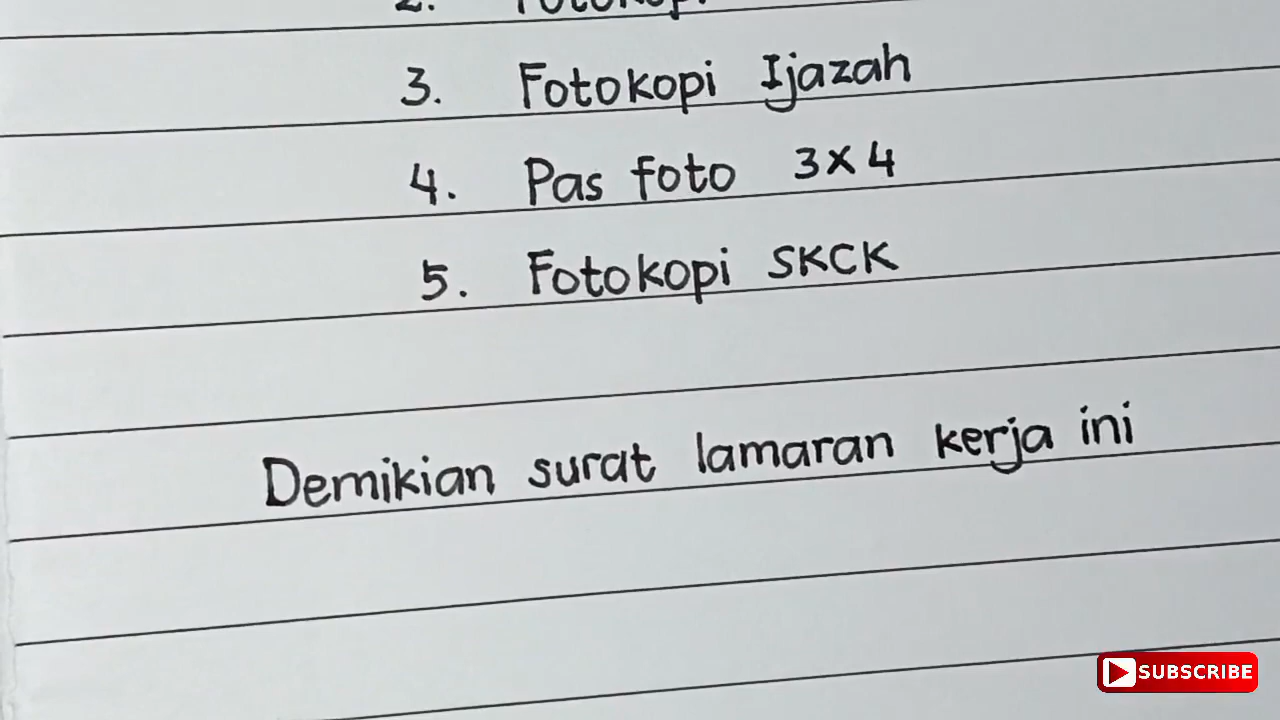 3. Fotokopi Ijazah
4. Pas foto 3x4
5. Fotokopi SKCK
Demikian surat lamaran kerja ini
SUBSCRIBE